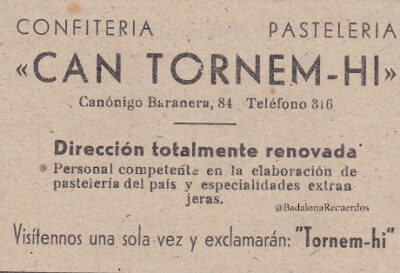 CONFITERIA PASTELERIA
«CAN TORNEM-HI»
Canónigo Baranera, 84 Teléfono 316
Dirección totalmente renovada
Personal competente en la elaboración de
pastelería del país y especialidades extran
jeras.
@BadalonaRecuerdos
Visítennos una sola vez y exclamarán: "Tornem-hi"